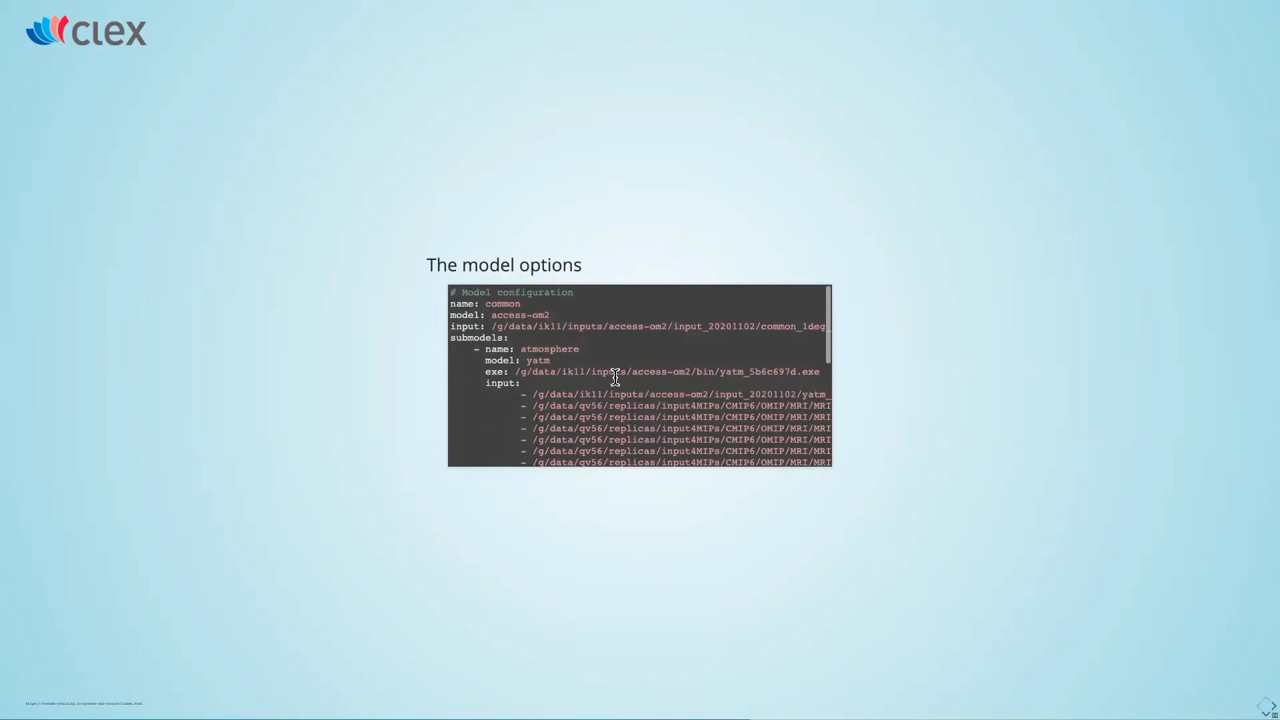 CLEX
The model options
# Model configuration
name: common
model: access-om2
input: /g/data/ik11/inputs/access-om2/input_20201102/common_1deg_
submodels:
- name: atmosphere
model: yatm
exe: /g/data/ik11/inputs/access-om2/bin/yatm_5b6c697d.exe
input:
- /g/data/ik11/inputs/access-om2/input_20201102/yatm_
- /g/data/qv56/replicas/input4MIPs/CMIP6/OMIP/MRI/MRI
- /g/data/qv56/replicas/input4MIPs/CMIP6/OMIP/MRI/MRI
- /g/data/qv56/replicas/input4MIPs/CMIP6/OMIP/MRI/MRI
- /g/data/qv56/replicas/input4MIPs/CMIP6/OMIP/MRI/MRI
- /g/data/qv56/replicas/input4MIPs/CMIP6/OMIP/MRI/MRI
- /g/data/qv56/replicas/input4MIPs/CMIP6/OMIP/MRI/MRI